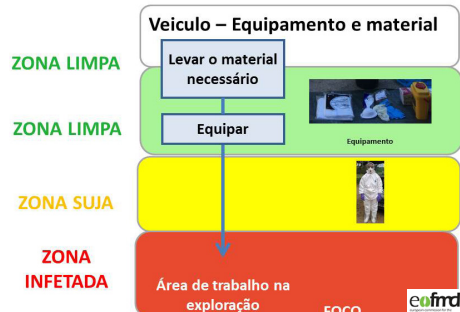 Veiculo – Equipamento e material
ZONA LIMPA
Levar o material
necessário
ZONA LIMPA
Equipar
Equipamento
ZONA SUJA
ZONA
INFETADA
Área de trabalho na
exploração
FOCO
eofmd